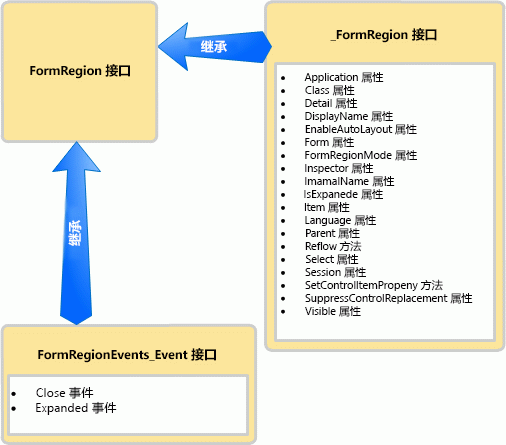 FormRegion 接口
继承
_FormRegion 接口
Application 属性
Class 属性
Detail 属性
DisplayName 属性
EnableAutoLayout 属性
Form 属性
FormRegionMode 属性
Inspector 属性
ImamalName 属性
IsExpanede 属性
Item 属性
Language 属性
Parent 属性
Reflow 方法
Select 属性
Session 属性
SetControlItemPropeny 方法
SuppressControlReplacement 属性
Visible 属性
继承
FormRegionEvents_Event 接口
Close 事件
Expanded 事件